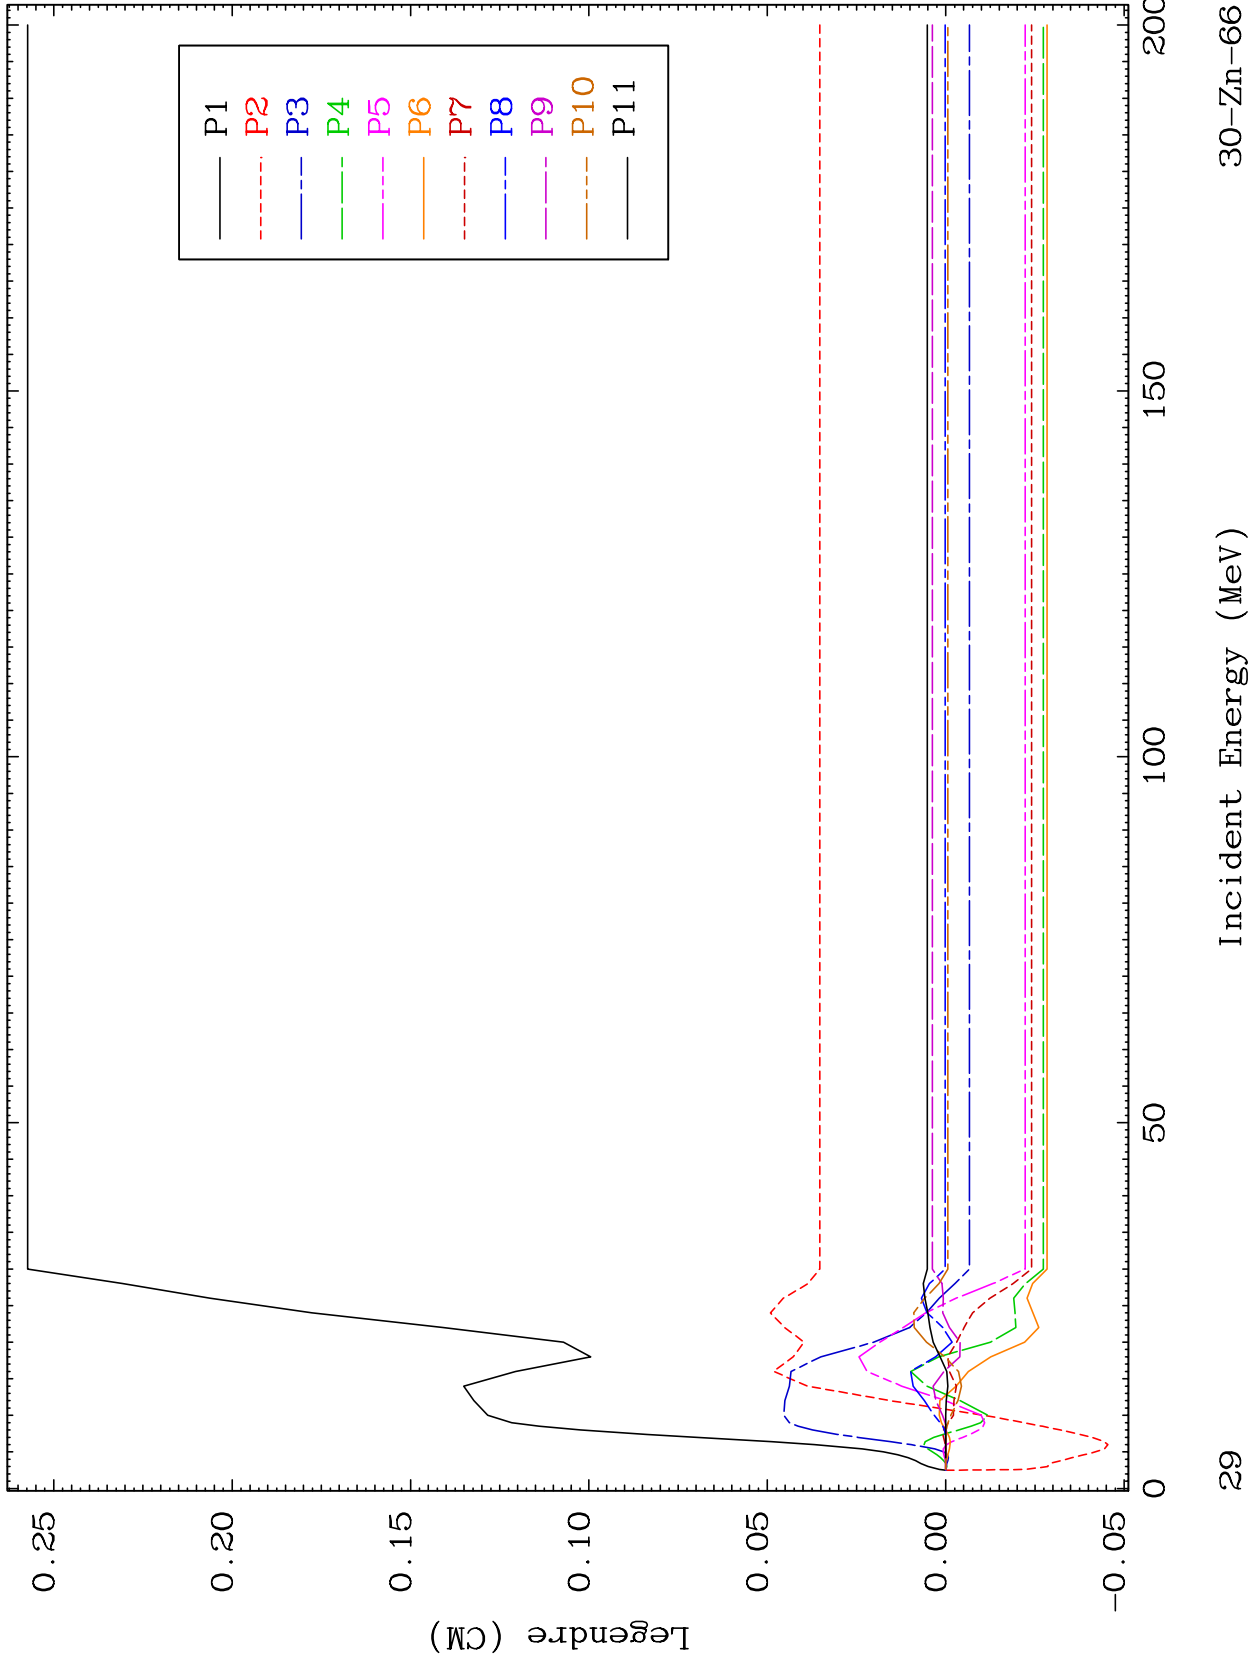 Legendre (CM)
0.25
0.20
0.15
0.10
0.05
0.00
-0.05
P1
P2
P3
P4
P5
P6
P7
P8
P9
P10
P11
0
50
100
150
200
29
Incident Energy (MeV)
30-Zn-66